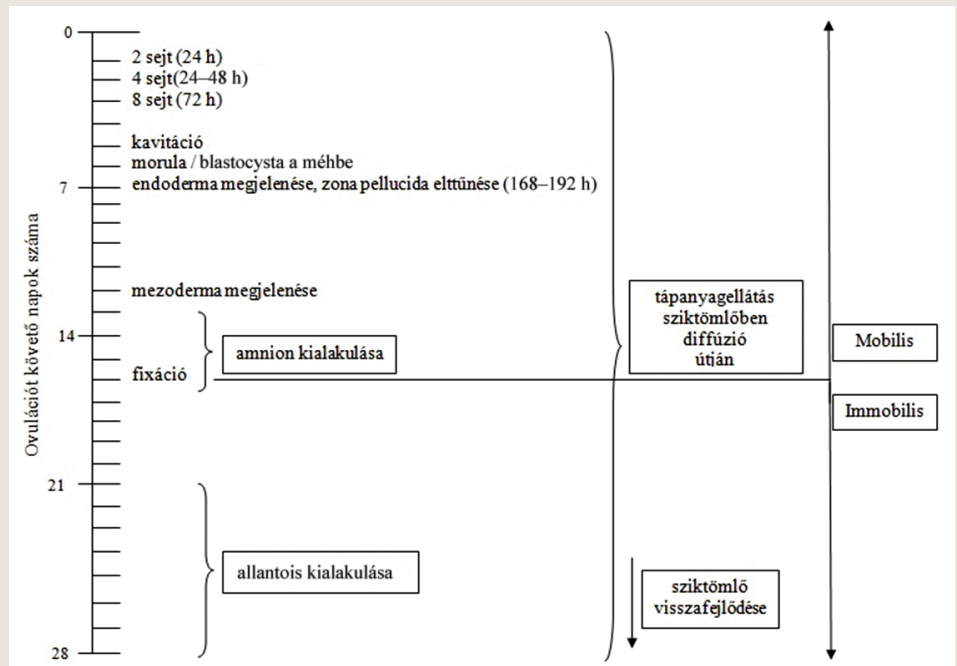 0
2 sejt (24 h)
4 sejt(24–48 h)
8 sejt (72 h)
kavitáció
morula / blastocysta a méhbe
7
endoderma megjelenése, zona pellucida elttűnése (168–192 h)
Ovulációt követő napok száma
mezoderma megjelenése
14
amnion kialakulása
fixáció
tápanyagellátás
sziktömlőben
diffúzió
útján
Mobilis
Immobilis
21
allantois kialakulása
sziktömlő
visszafejlődése
28